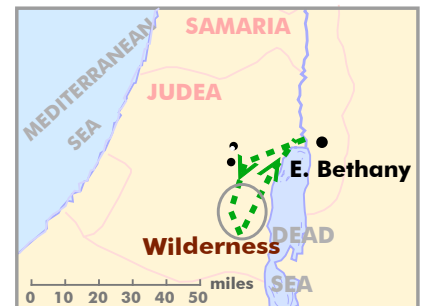 SAMARIA
MEDITERRANEAN
SEA
JUDEA
E. Bethany
Wilderness
DEAD
SEA
miles
0 10 20 30 40 50